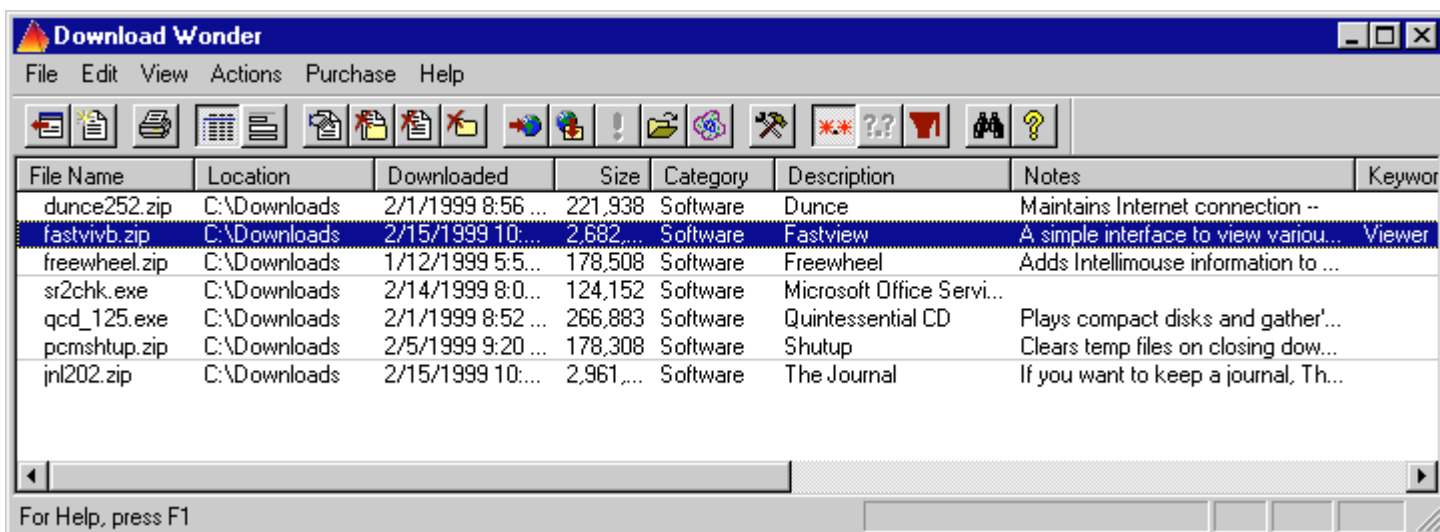 Download Wonder
File Edit View Actions Purchase Help
File Name Location Downloaded Size Category Description Notes Keywor
dunce252.zip C:\Downloads 2/1/1999 8:56 ... 221,938 Software Dunce Maintains Internet connection --
fastvivb.zip C:\Downloads 2/15/1999 10:... 2,682,... Software Fastview A simple interface to view variou... Viewer
freewheel.zip C:\Downloads 1/12/1999 5:5... 178,508 Software Freewheel Adds Intellimouse information to ...
sr2chk.exe C:\Downloads 2/14/1999 8:0... 124,152 Software Microsoft Office Servi...
qcd_125.exe C:\Downloads 2/1/1999 8:52 ... 266,883 Software Quintessential CD Plays compact disks and gather'...
pcmshtup.zip C:\Downloads 2/5/1999 9:20 ... 178,308 Software Shutup Clears temp files on closing dow...
jnl202.zip C:\Downloads 2/15/1999 10:... 2,961,... Software The Journal If you want to keep a journal, Th...
For Help, press F1